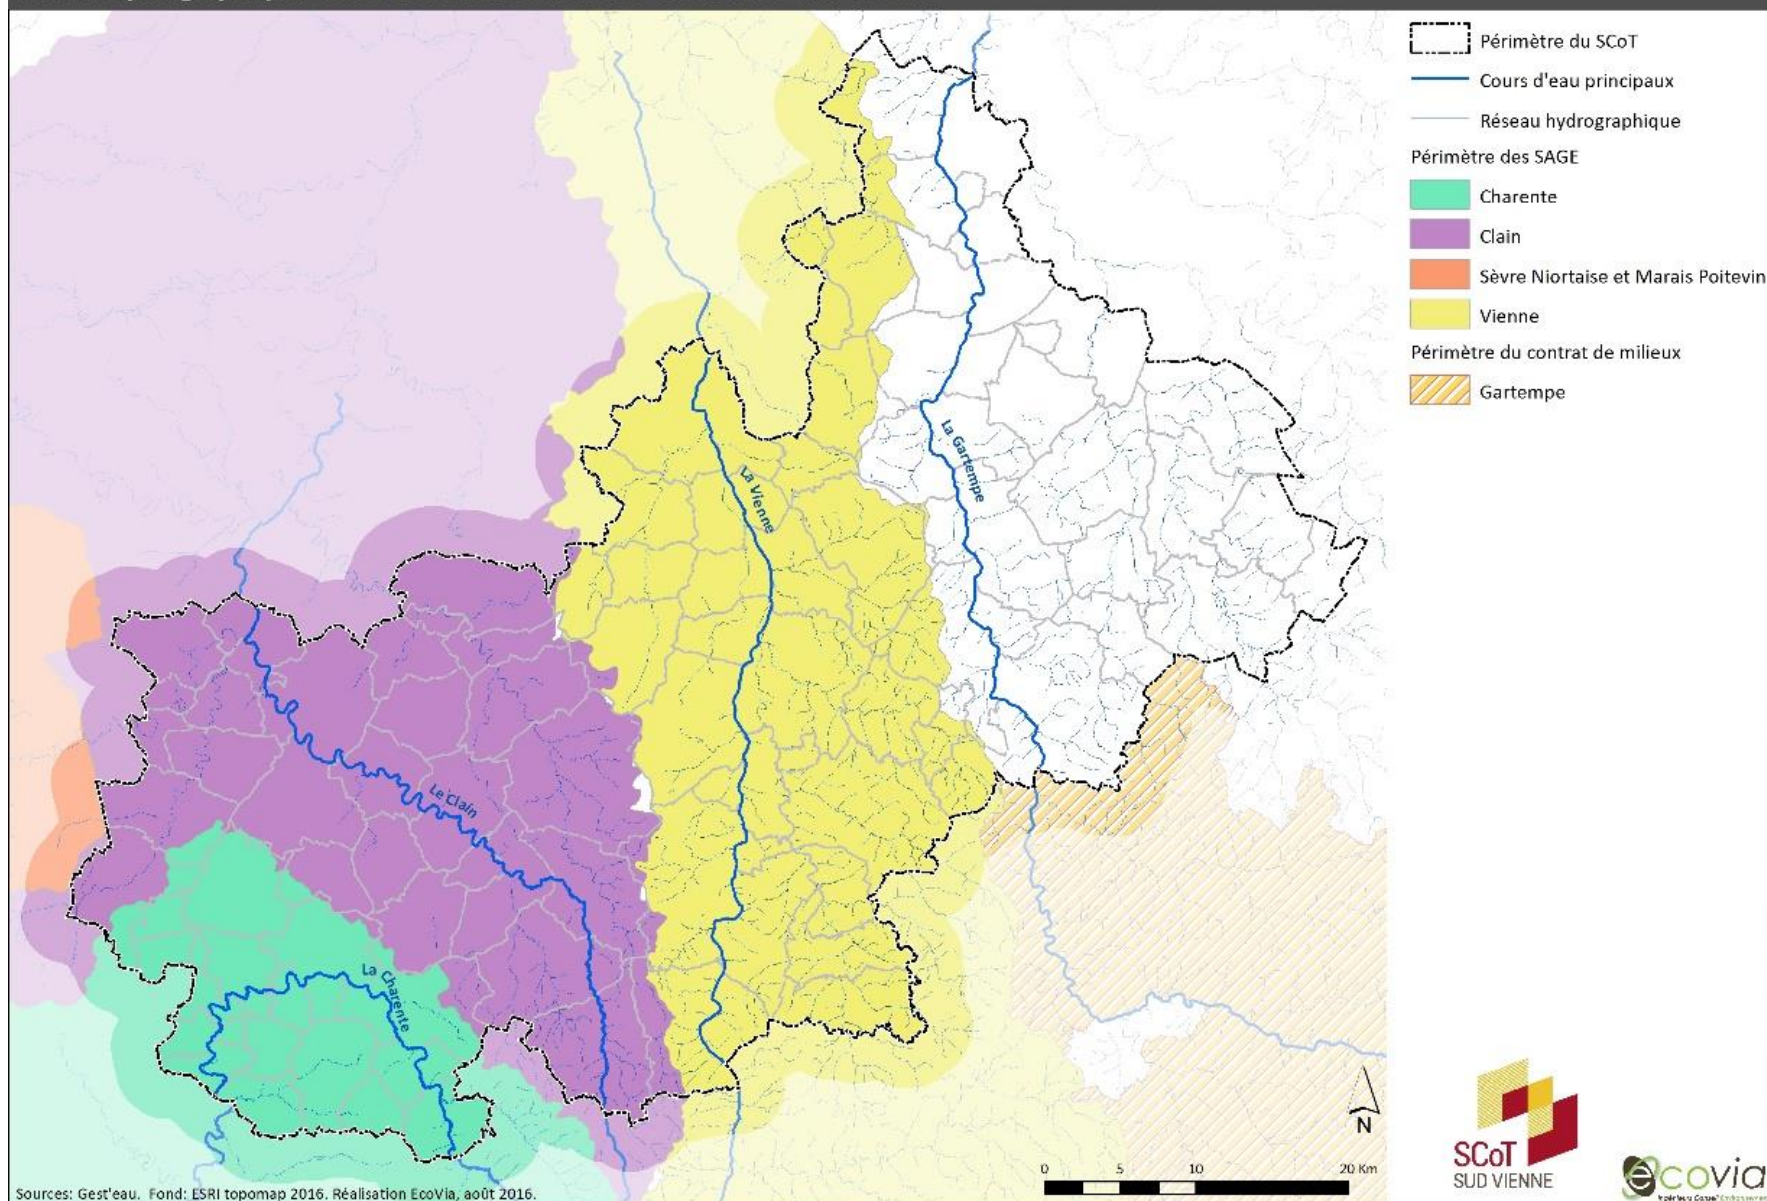 Périmètre du SCoT
Cours d'eau principaux
Réseau hydrographique
Périmètre des SAGE
Charente
Clain
Sèvre Niortaise et Marais Poitevin
Vienne
Périmètre du contrat de milieux
Gartempe
La Gartempe
La Vienne
Le Clain
La Charente
N
0 5 10 20 Km
SCoT
SUD VIENNE
ecovia
Sources: Gest'eau. Fond: ESRI topomap 2016. Réalisation EcoVia, août 2016.